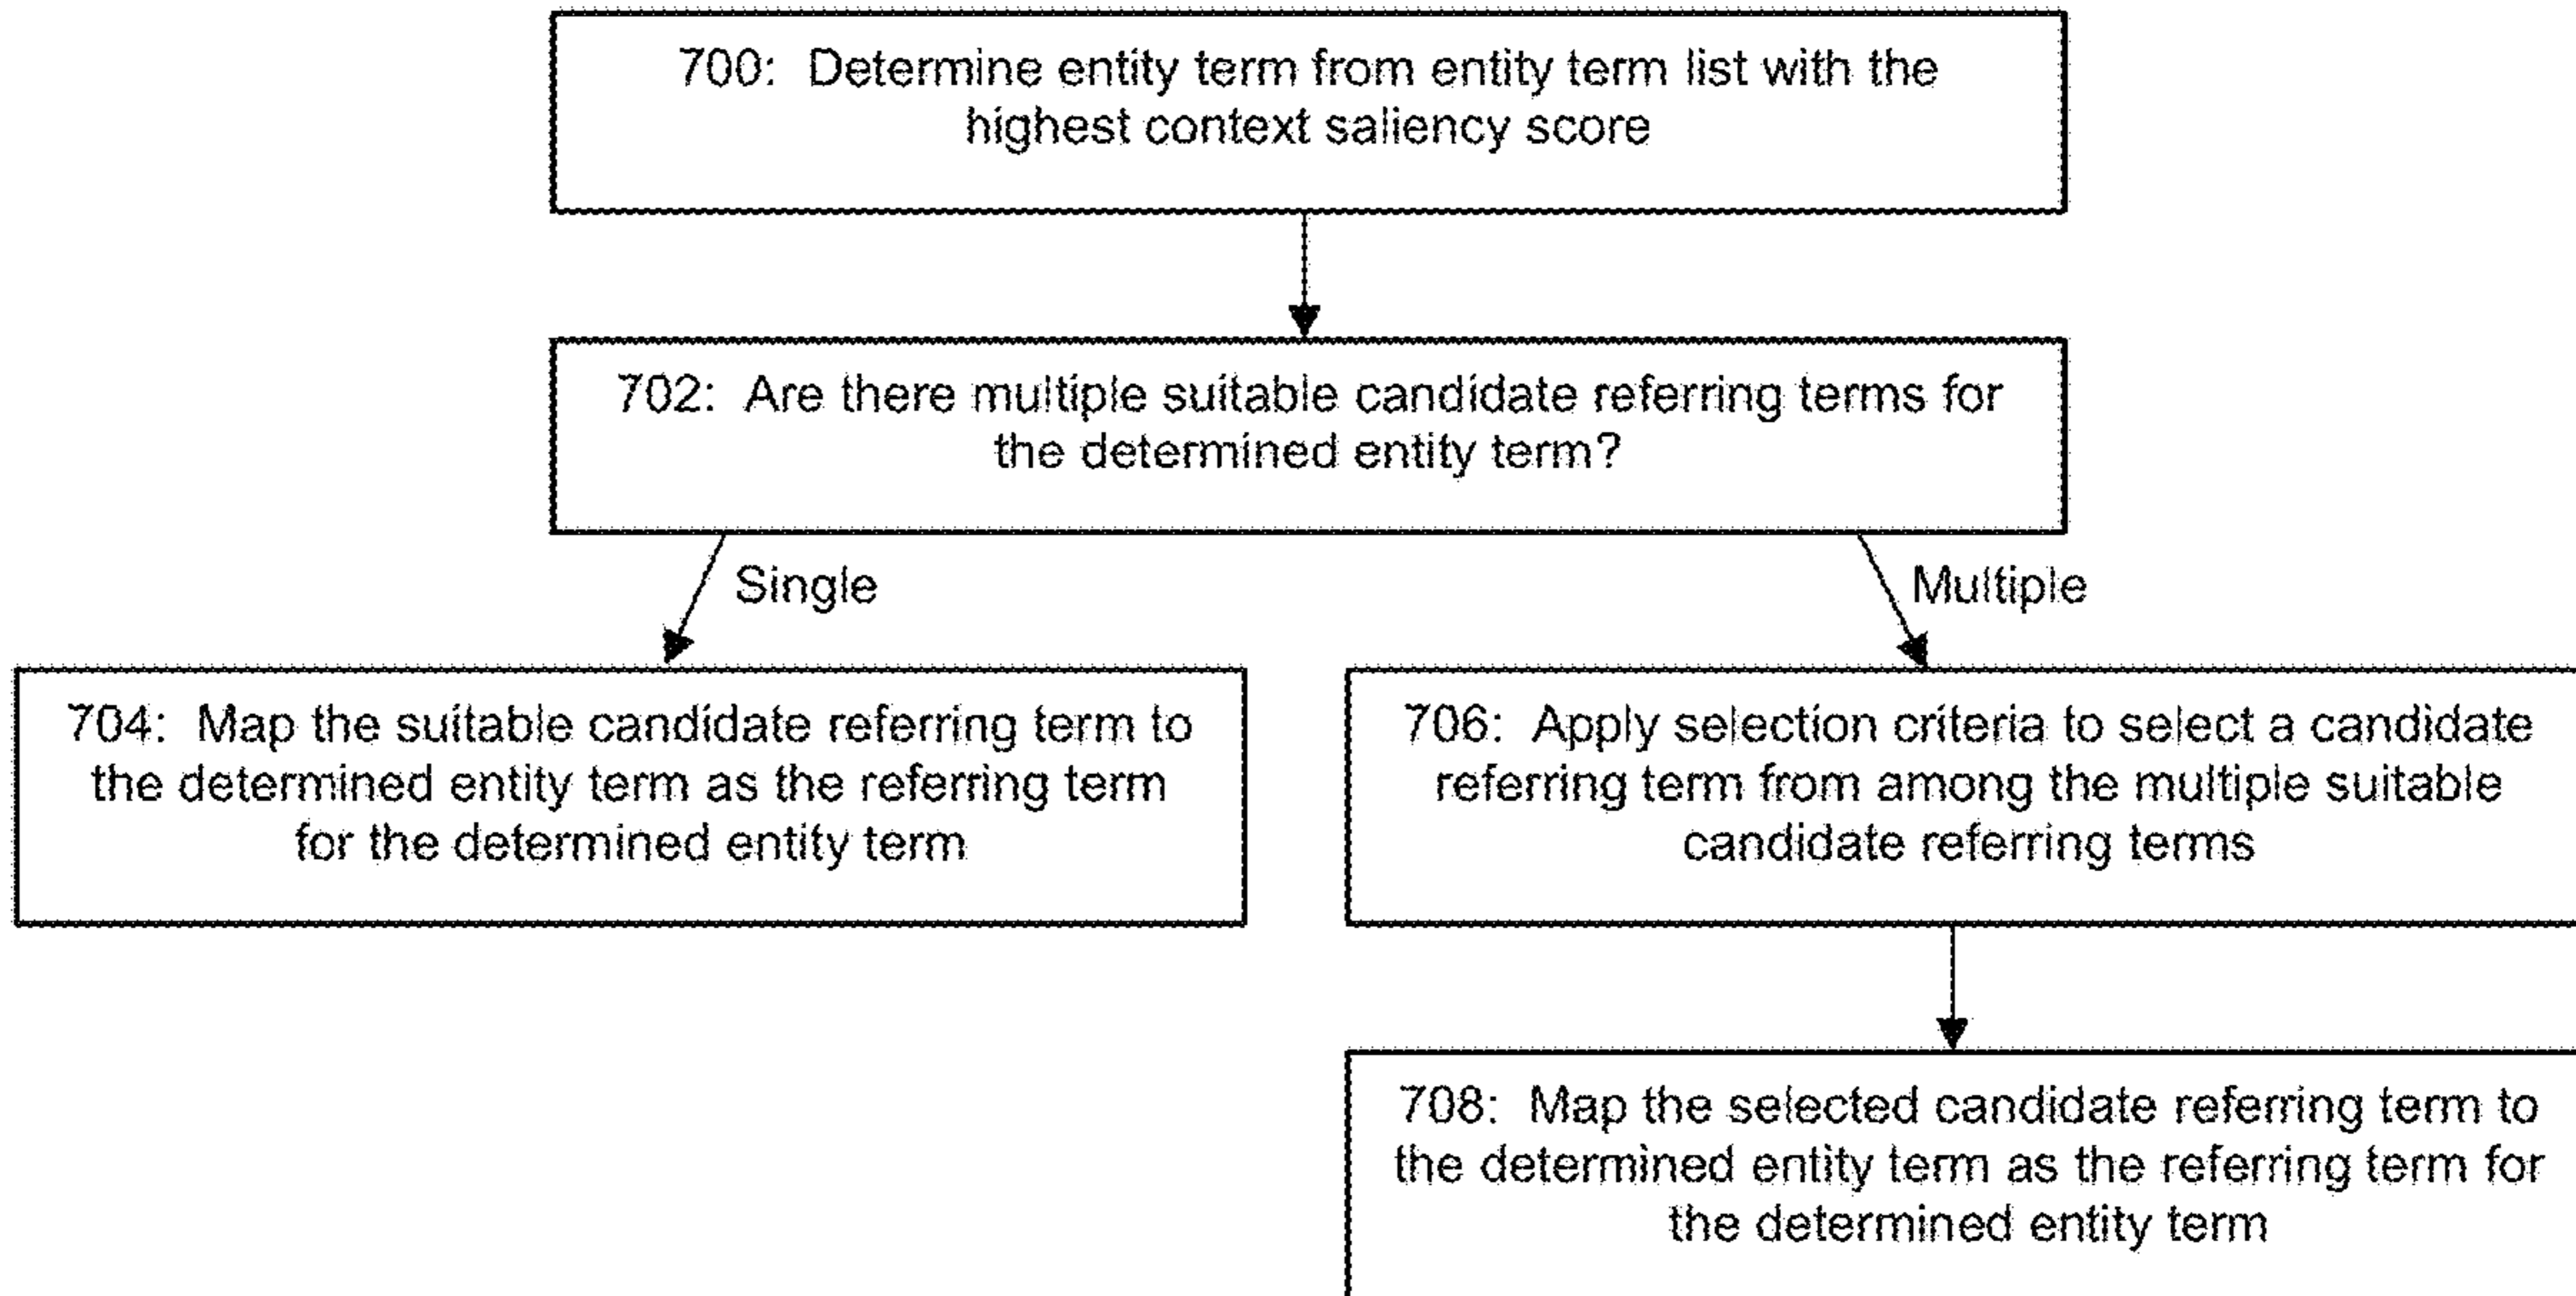 700: Determine entity term from entity term list with the
highest context saliency score
702: Are there multiple suitable candidate referring terms for
the determined entity term?
Single
Multiple
704: Map the suitable candidate referring term to
the determined entity term as the referring term
for the determined entity term
706: Apply selection criteria to select a candidate
referring term from among the multiple suitable
candidate referring terms
708: Map the selected candidate referring term to
the determined entity term as the referring term for
the determined entity term